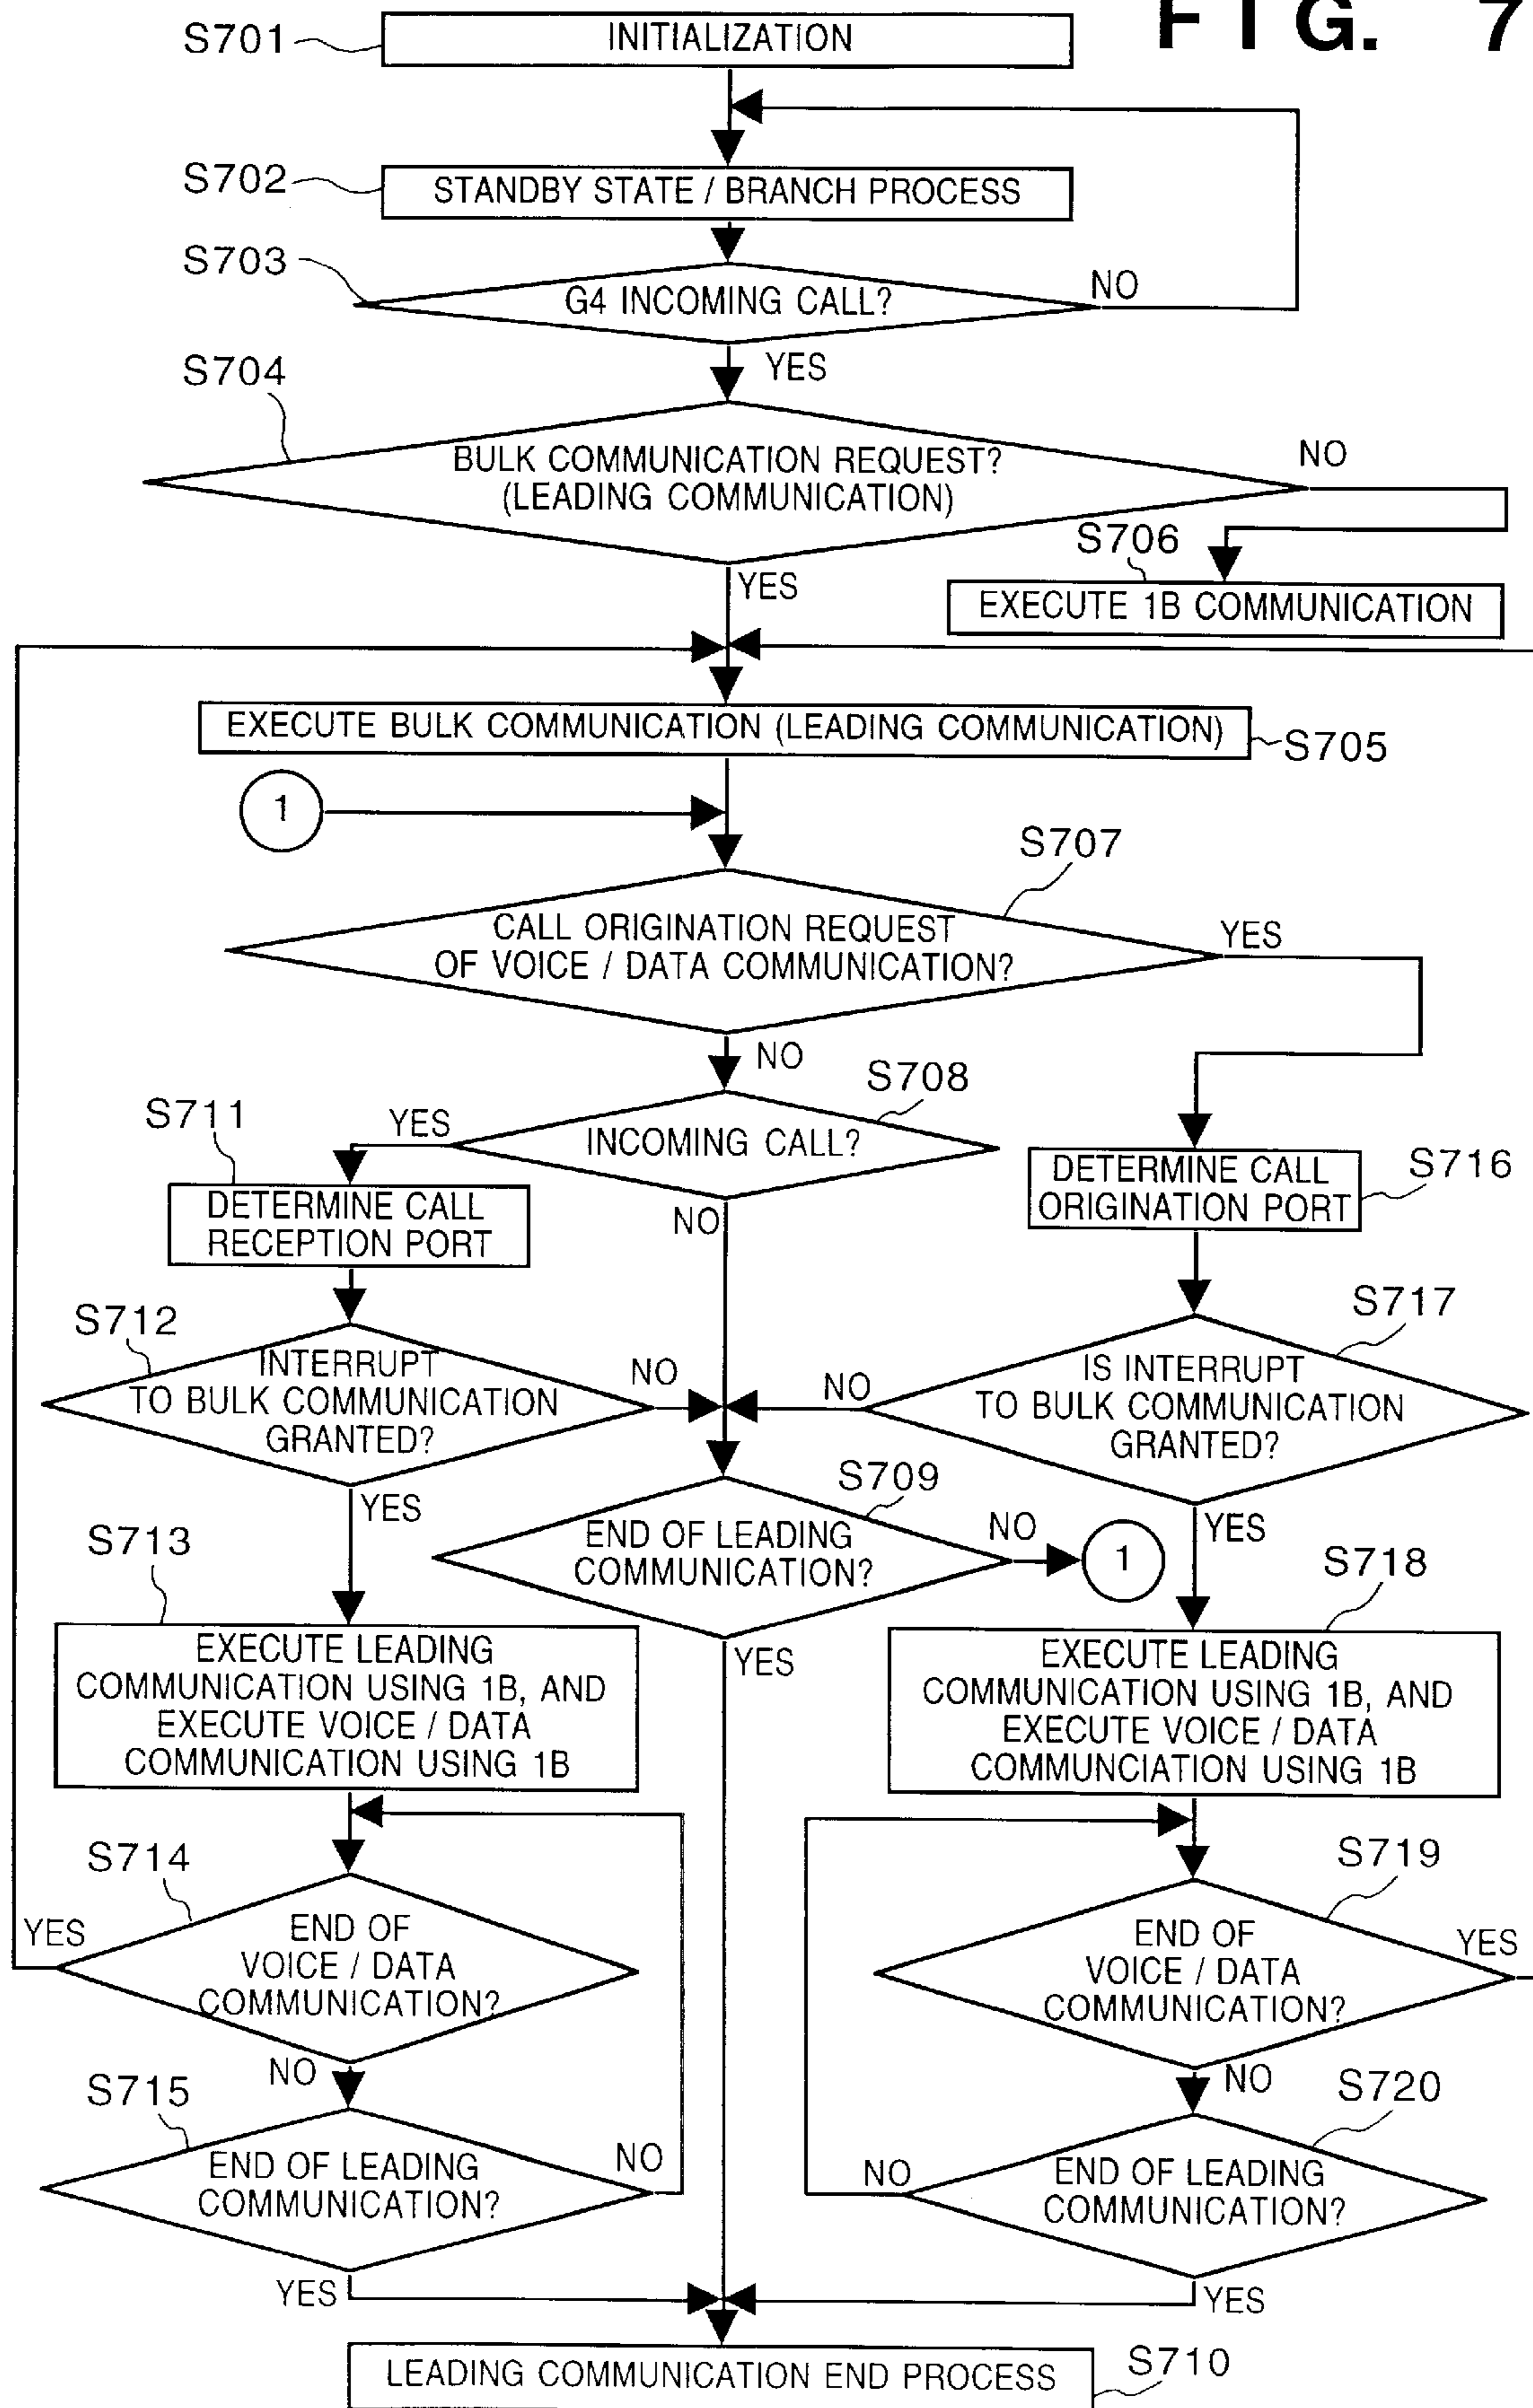 FIG. 7
S701
INITIALIZATION
S702
STANDBY STATE / BRANCH PROCESS
S703
G4 INCOMING CALL?
NO
YES
S704
BULK COMMUNICATION REQUEST?
(LEADING COMMUNICATION)
NO
YES
S706
EXECUTE 1B COMMUNICATION
EXECUTE BULK COMMUNICATION (LEADING COMMUNICATION)
S705
1
S707
CALL ORIGINATION REQUEST
OF VOICE / DATA COMMUNICATION?
YES
NO
S708
INCOMING CALL?
YES
NO
S711
DETERMINE CALL
RECEPTION PORT
S716
DETERMINE CALL
ORIGINATION PORT
S712
INTERRUPT
TO BULK COMMUNICATION
GRANTED?
NO
YES
S717
IS INTERRUPT
TO BULK COMMUNICATION
GRANTED?
NO
YES
S709
END OF LEADING
COMMUNICATION?
NO
1
YES
S713
EXECUTE LEADING
COMMUNICATION USING 1B, AND
EXECUTE VOICE / DATA
COMMUNICATION USING 1B
S718
EXECUTE LEADING
COMMUNICATION USING 1B, AND
EXECUTE VOICE / DATA
COMMUNCIATION USING 1B
S714
END OF
VOICE / DATA
COMMUNICATION?
YES
NO
S719
END OF
VOICE / DATA
COMMUNICATION?
YES
NO
S715
END OF LEADING
COMMUNICATION?
NO
YES
S720
END OF LEADING
COMMUNICATION?
NO
YES
LEADING COMMUNICATION END PROCESS
S710